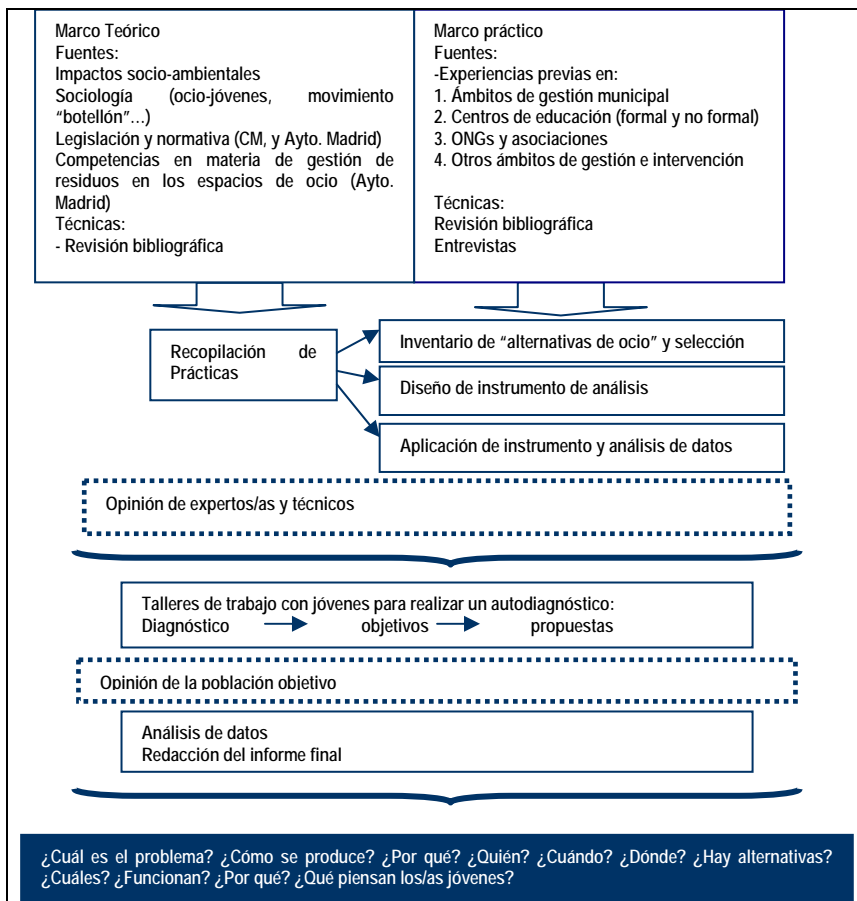 Marco Teórico
Fuentes:
Impactos socio-ambientales
Sociología (ocio-jóvenes, movimiento
“botellón”…)
Legislación y normativa (CM, y Ayto. Madrid)
Competencias en materia de gestión de
residuos en los espacios de ocio (Ayto.
Madrid)
Técnicas:
- Revisión bibliográfica
Marco práctico
Fuentes:
-Experiencias previas en:
1. Ámbitos de gestión municipal
2. Centros de educación (formal y no formal)
3. ONGs y asociaciones
4. Otros ámbitos de gestión e intervención
Técnicas:
Revisión bibliográfica
Entrevistas
Recopilación de
Prácticas
Inventario de “alternativas de ocio” y selección
Diseño de instrumento de análisis
Aplicación de instrumento y análisis de datos
Opinión de expertos/as y técnicos
Talleres de trabajo con jóvenes para realizar un autodiagnóstico:
Diagnóstico objetivos propuestas
Opinión de la población objetivo
Análisis de datos
Redacción del informe final
¿Cuál es el problema? ¿Cómo se produce? ¿Por qué? ¿Quién? ¿Cuándo? ¿Dónde? ¿Hay alternativas?
¿Cuáles? ¿Funcionan? ¿Por qué? ¿Qué piensan los/as jóvenes?